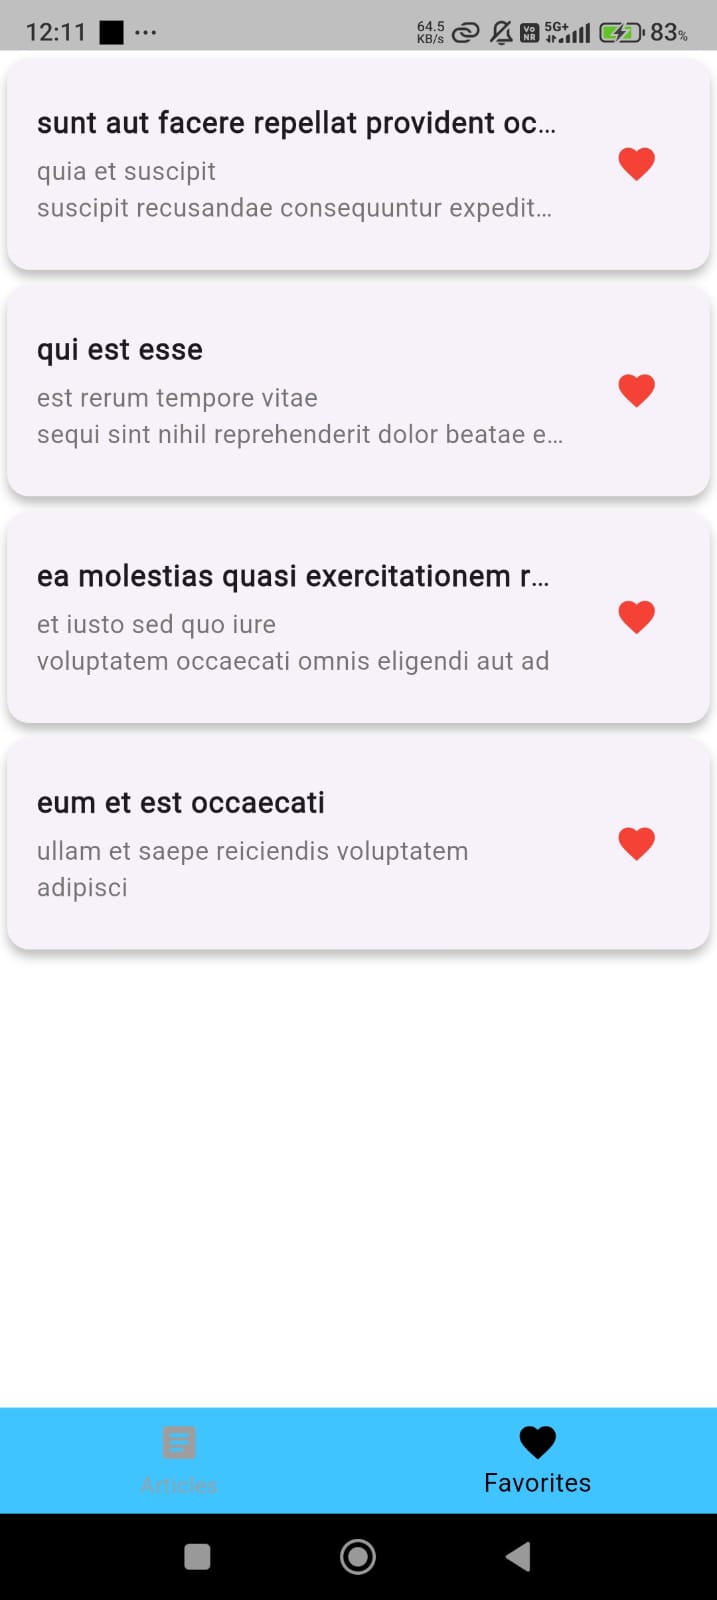 12:11 ... 64.5 KB/s Vo NR 5G+ 83%
sunt aut facere repellat provident oc...
quia et suscipit
suscipit recusandae consequuntur expedit...
qui est esse
est rerum tempore vitae
sequi sint nihil reprehenderit dolor beatae e...
ea molestias quasi exercitationem r...
et iusto sed quo iure
voluptatem occaecati omnis eligendi aut ad
eum et est occaecati
ullam et saepe reiciendis voluptatem
adipisci
Articles Favorites